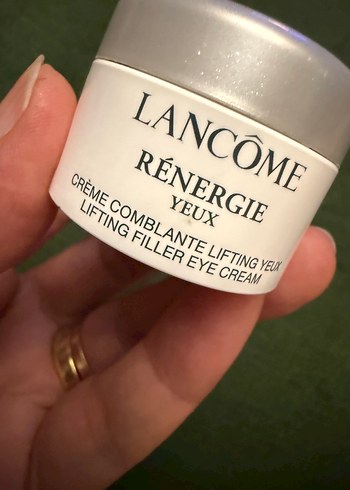 LANCÔME
RÉNERGIE
YEUX
CRÈME COMBLANTE LIFTING YEUX
LIFTING FILLER EYE CREAM